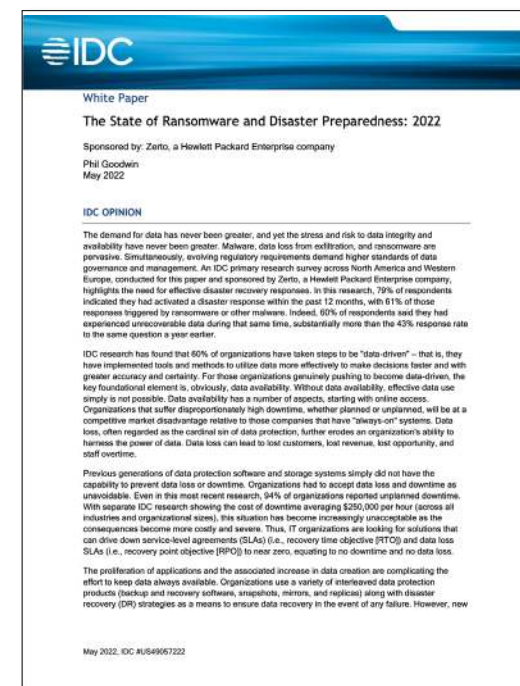 IDC
White Paper
The State of Ransomware and Disaster Preparedness: 2022
Sponsored by: Zerto, a Hewlett Packard Enterprise company
Phil Goodwin
May 2022
IDC OPINION
The demand for data has never been greater, and yet the stress and risk to data integrity and
availability have never been greater. Malware, data loss from exfiltration, and ransomware are
pervasive. Simultaneously, evolving regulatory requirements demand higher standards of data
governance and management. An IDC primary research survey across North America and Western
Europe, conducted for this paper and sponsored by Zerto, a Hewlett Packard Enterprise company,
highlights the need for effective disaster recovery responses. In this research, 79% of respondents
indicated they had activated a disaster response within the past 12 months, with 61% of those
responses triggered by ransomware or other malware. Indeed, 60% of respondents said they had
experienced unrecoverable data during that same time, substantially more than the 43% response rate
to the same question a year earlier.
IDC research has found that 60% of organizations have taken steps to be "data-driven" – that is, they
have implemented tools and methods to utilize data more effectively to make decisions faster and with
greater accuracy and certainty. For those organizations genuinely pushing to become data-driven, the
key foundational element is, obviously, data availability. Without data availability, effective data use
simply is not possible. Data availability has a number of aspects, starting with online access.
Organizations that suffer disproportionately high downtime, whether planned or unplanned, will be at a
competitive market disadvantage relative to those companies that have "always-on" systems. Data
loss, often regarded as the cardinal sin of data protection, further erodes an organization's ability to
harness the power of data. Data loss can lead to lost customers, lost revenue, lost opportunity, and
staff overtime.
Previous generations of data protection software and storage systems simply did not have the
capability to prevent data loss or downtime. Organizations had to accept data loss and downtime as
unavoidable. Even in this most recent research, 94% of organizations reported unplanned downtime.
With separate IDC research showing the cost of downtime averaging $250,000 per hour (across all
industries and organizational sizes), this situation has become increasingly unacceptable as the
consequences become more costly and severe. Thus, IT organizations are looking for solutions that
can drive down service-level agreements (SLAs) (i.e., recovery time objective [RTO]) and data loss
SLAs (i.e., recovery point objective [RPO]) to near zero, equating to no downtime and no data loss.
The proliferation of applications and the associated increase in data creation are complicating the
effort to keep data always available. Organizations use a variety of interleaved data protection
products (backup and recovery software, snapshots, mirrors, and replicas) along with disaster
recovery (DR) strategies as a means to ensure data recovery in the event of any failure. However, new
May 2022, IDC #US49057222